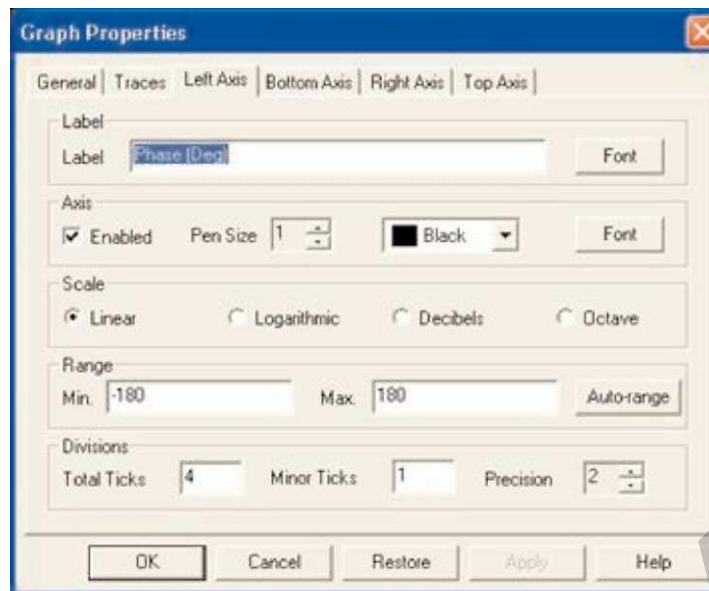 Graph Properties
General Traces Left Axis Bottom Axis Right Axis Top Axis
Label
Label Phase (Deg) Font
Axis
Enabled Pen Size 1 Black Font
Scale
Linear Logarithmic Decibels Octave
Range
Min. -180 Max. 180 Auto-range
Divisions
Total Ticks 4 Minor Ticks 1 Precision 2
OK Cancel Restore Apply Help